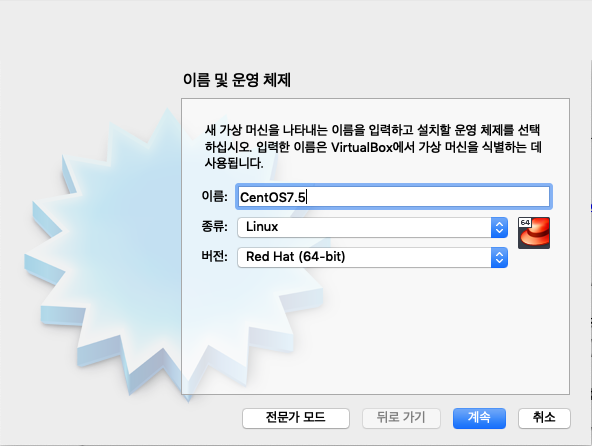 이름 및 운영 체제
새 가상 머신을 나타내는 이름을 입력하고 설치할 운영 체제를 선택
하십시오. 입력한 이름은 VirtualBox에서 가상 머신을 식별하는 데
사용됩니다.
이름: CentOS7.5
종류: Linux
64
버전: Red Hat (64-bit)
전문가 모드 뒤로 가기 계속 취소